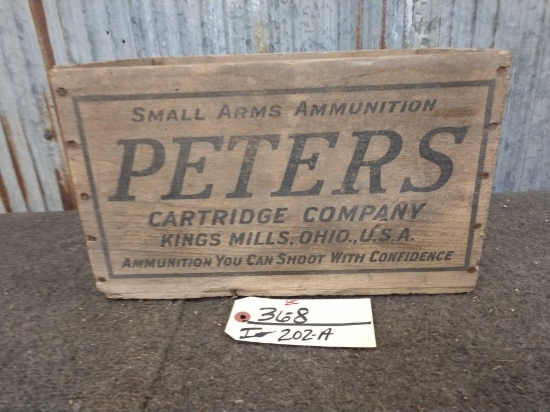 SMALL ARMS AMMUNITION
PETERS
CARTRIDGE COMPANY
KINGS MILLS, OHIO., U.S.A.
AMMUNITION YOU CAN SHOOT WITH CONFIDENCE
368
I 202-A